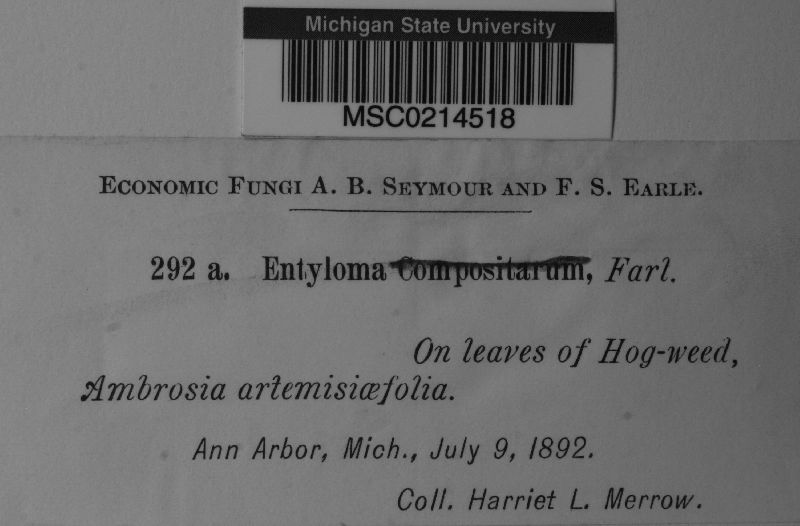 Michigan State University
MSC0214518
Economic Fungi A. B. Seymour and F. S. Earle.
292 a. Entyloma Compositarum, Farl.
On leaves of Hog-weed,
Ambrosia artemisiæfolia.
Ann Arbor, Mich., July 9, 1892.
Coll. Harriet L. Merrow.